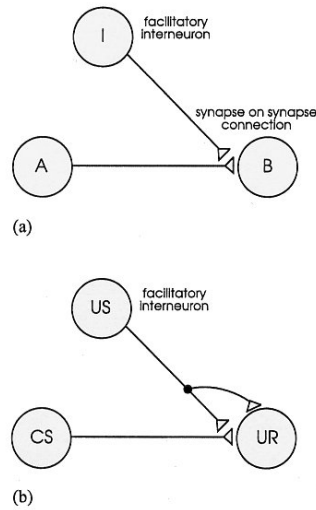 I
facilitatory
interneuron
synapse on synapse
connection
A
B
(a)
US
facilitatory
interneuron
CS
UR
(b)